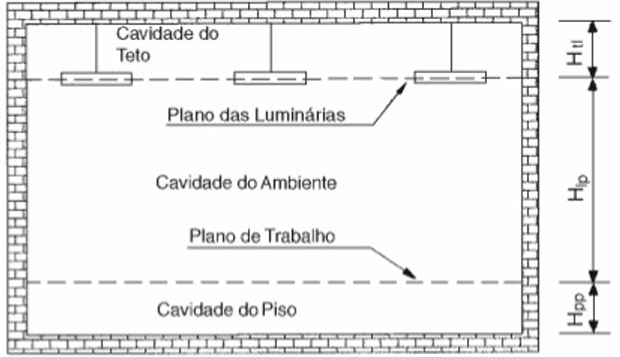 Cavidade do
Teto
Plano das Luminárias
Cavidade do Ambiente
Plano de Trabalho
Cavidade do Piso
Htl
Hlp
Hpp